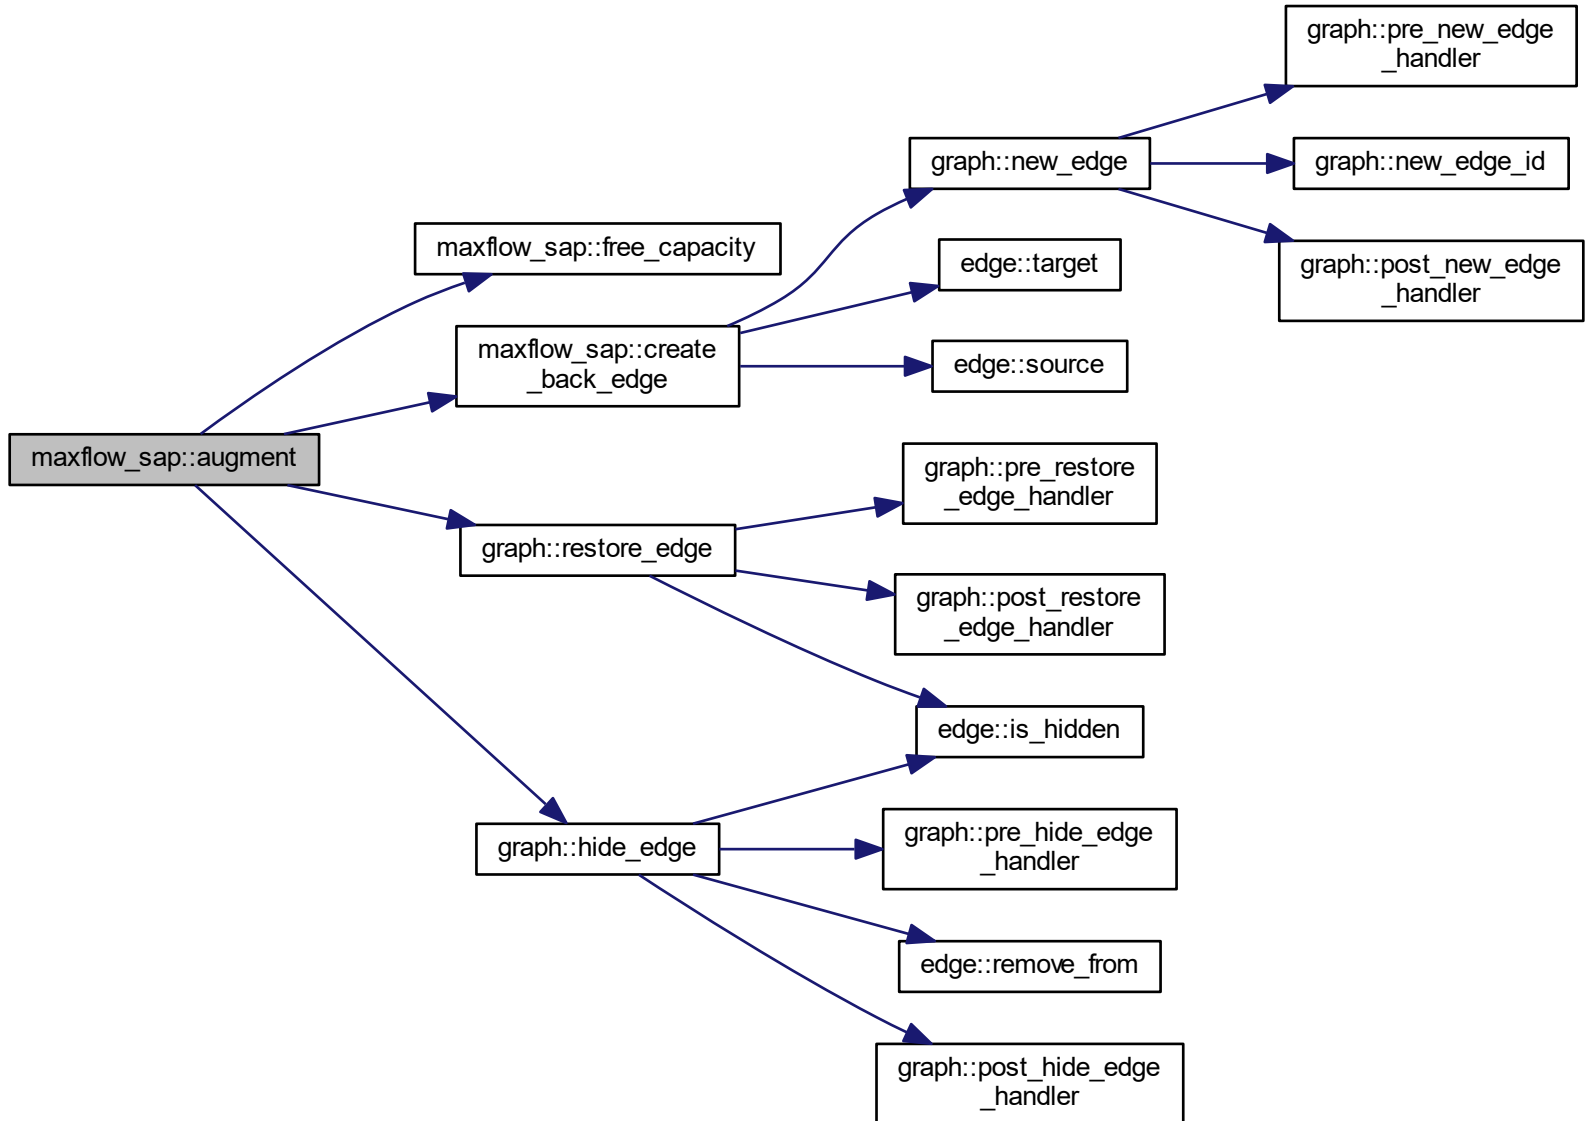 graph::pre_new_edge
_handler
graph::new_edge
graph::new_edge_id
maxflow_sap::free_capacity
edge::target
graph::post_new_edge
_handler
maxflow_sap::create
_back_edge
edge::source
maxflow_sap::augment
graph::pre_restore
_edge_handler
graph::restore_edge
graph::post_restore
_edge_handler
edge::is_hidden
graph::hide_edge
graph::pre_hide_edge
_handler
edge::remove_from
graph::post_hide_edge
_handler